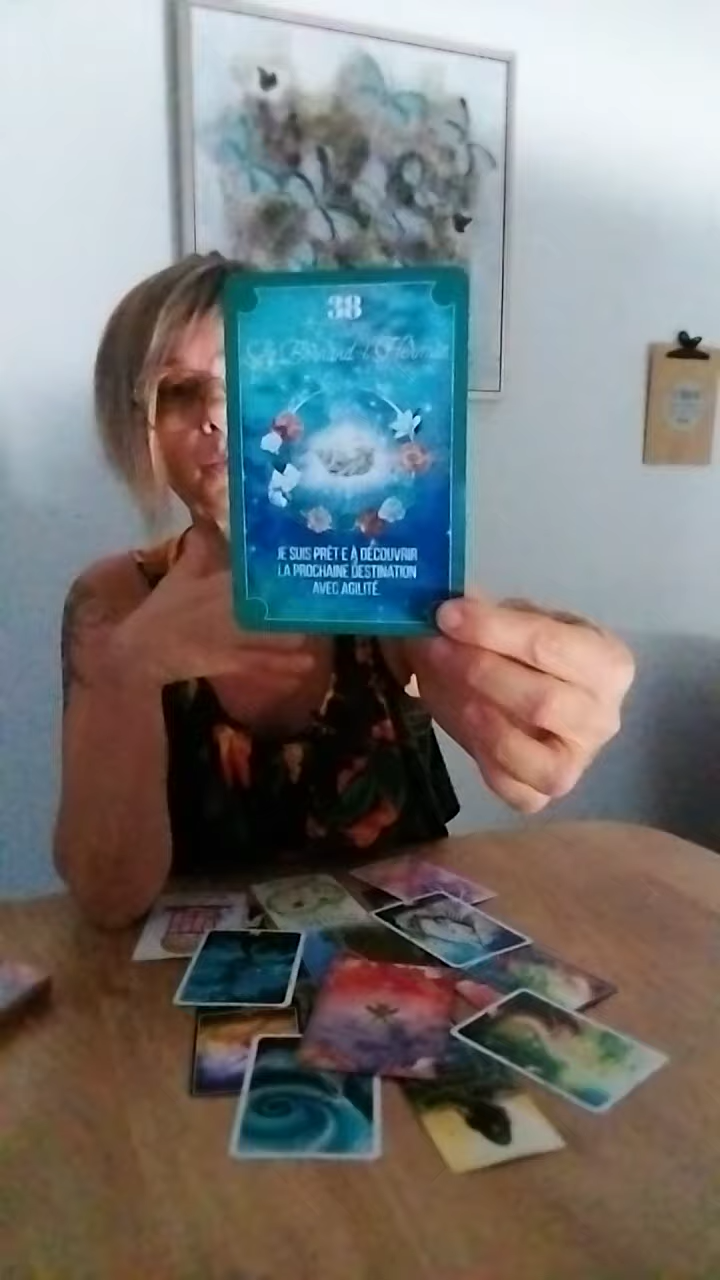 38
JE SUIS PRÊT E À DÉCOUVRIR
LA PROCHAINE DESTINATION
AVEC AGILITÉ.